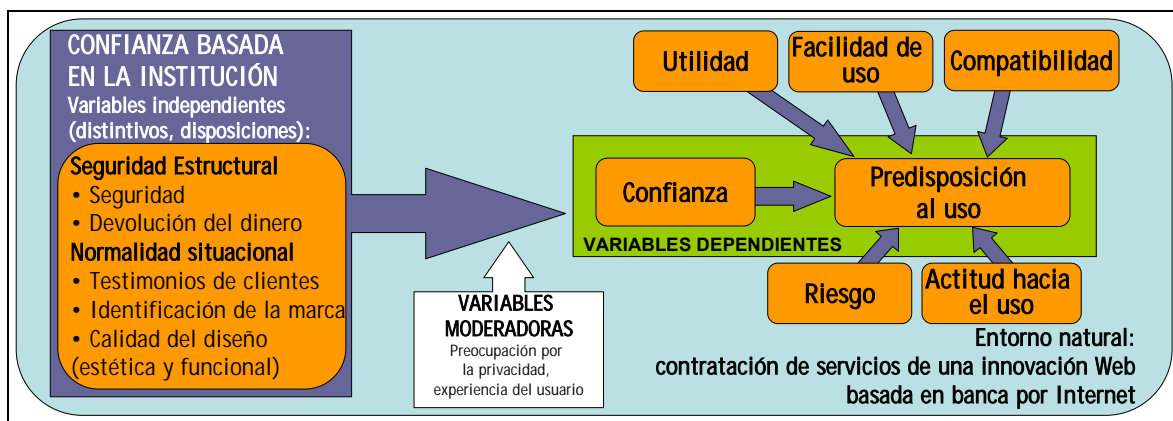 CONFIANZA BASADA
EN LA INSTITUCIÓN
Variables independientes
(distintivos, disposiciones):
Seguridad Estructural
• Seguridad
• Devolución del dinero
Normalidad situacional
• Testimonios de clientes
• Identificación de la marca
• Calidad del diseño
(estética y funcional)
VARIABLES
MODERADORAS
Preocupación por
la privacidad,
experiencia del usuario
Utilidad
Facilidad de
uso
Compatibilidad
Confianza
Predisposición
al uso
VARIABLES DEPENDIENTES
Riesgo
Actitud hacia
el uso
Entorno natural:
contratación de servicios de una innovación Web
basada en banca por Internet